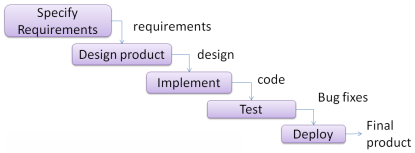 Specify
Requirements
requirements
Design product
design
Implement
code
Test
Bug fixes
Deploy
Final
product